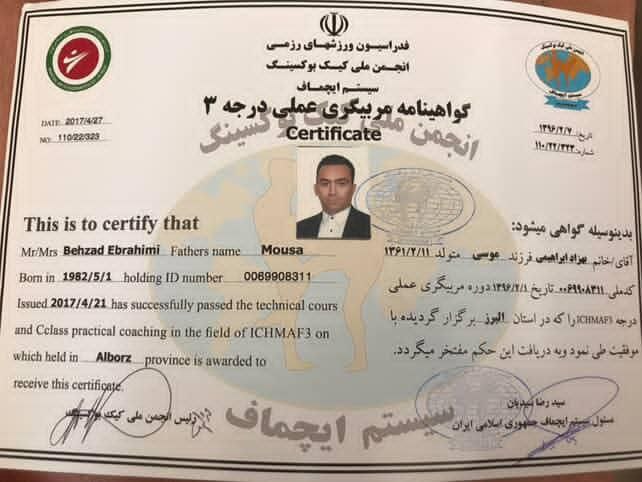 فدراسیون ورزشهای رزمی
انجمن ملی کیک بوکسینگ
سیستم ایچماف
گواهینامه مربیگری عملی درجه ۳
Certificate
انجمن ملی کیک بوکسینگ
DATE: 2017/4/27
NO: 110/22/323
تاریخ: ۱۳۹۶/۲/۷
شماره: ۱۱۰/۲۲/۳۲۳
This is to certify that
Mr/Mrs Behzad Ebrahimi Fathers name Mousa
Born in 1982/5/1 holding ID number 0069908311
Issued 2017/4/21 has successfully passed the technical cours
and Cclass practical coaching in the field of ICHMAF3 on
which held in Alborz province is awarded to
receive this certificate.
بدینوسیله گواهی میشود:
آقای/خانم بهزاد ابراهیمی فرزند موسی متولد ۱۳۶۱/۲/۱۱
کدملی ۰۰۶۹۹۰۸۳۱۱ تاریخ ۱۳۹۶/۲/۱ دوره مربیگری عملی
درجه ICHMAF3 را که در استان البرز برگزار گردیده با
موفقیت طی نمود وبه دریافت این حکم مفتخر میگردد.
رئیس انجمن ملی کیک بوکسینگ
سیستم ایچماف
سید رضا سیدیان
مسئول سیستم ایچماف جمهوری اسلامی ایران